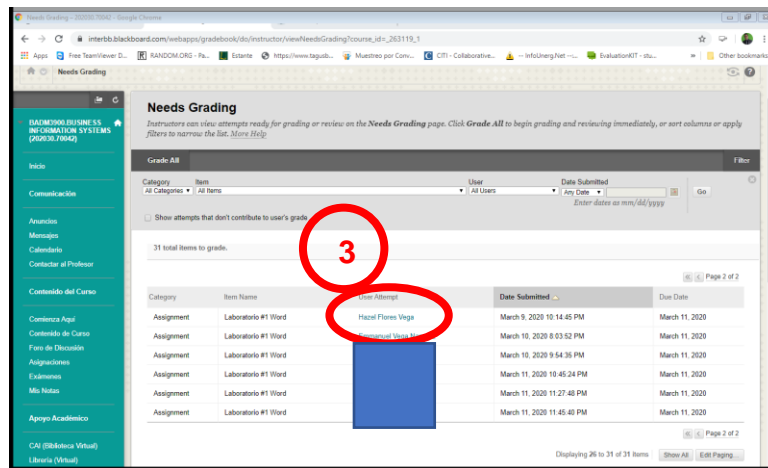 Needs Grading – 202030.70042 - Google Chrome
interbb.blackboard.com/webapps/gradebook/do/instructor/viewNeedsGrading?course_id=_263119_1
Apps Free TeamViewer D... RANDOM.ORG - Pa... Estante https://www.tagusb... Muestreo por Conv... CITI - Collaborative... -- InfoUnerg.Net --... EvaluationKIT - stu... » Other bookmarks
Needs Grading
BADM3900.BUSINESS
INFORMATION SYSTEMS
(202030.70042)
Inicio
Comunicación
Anuncios
Mensajes
Calendario
Contactar al Profesor
Contenido del Curso
Comienza Aquí
Contenido de Curso
Foro de Discusión
Asignaciones
Exámenes
Mis Notas
Apoyo Académico
CAI (Biblioteca Virtual)
Librería (Virtual)
Needs Grading
Instructors can view attempts ready for grading or review on the Needs Grading page. Click Grade All to begin grading and reviewing immediately, or sort columns or apply
filters to narrow the list. More Help
Grade All Filter
Category Item User Date Submitted
All Categories All Items All Users Any Date Go
Enter dates as mm/dd/yyyy
Show attempts that don't contribute to user's grade
3
31 total items to grade.
Page 2 of 2
Category Item Name User Attempt Date Submitted Due Date
Assignment Laboratorio #1 Word Hazel Flores Vega March 9, 2020 10:14:45 PM March 11, 2020
Assignment Laboratorio #1 Word Emmanuel Vega March 10, 2020 8:03:52 PM March 11, 2020
Assignment Laboratorio #1 Word March 10, 2020 9:54:35 PM March 11, 2020
Assignment Laboratorio #1 Word March 11, 2020 10:45:24 PM March 11, 2020
Assignment Laboratorio #1 Word March 11, 2020 11:27:48 PM March 11, 2020
Assignment Laboratorio #1 Word March 11, 2020 11:45:40 PM March 11, 2020
Page 2 of 2
Displaying 26 to 31 of 31 items Show All Edit Paging...